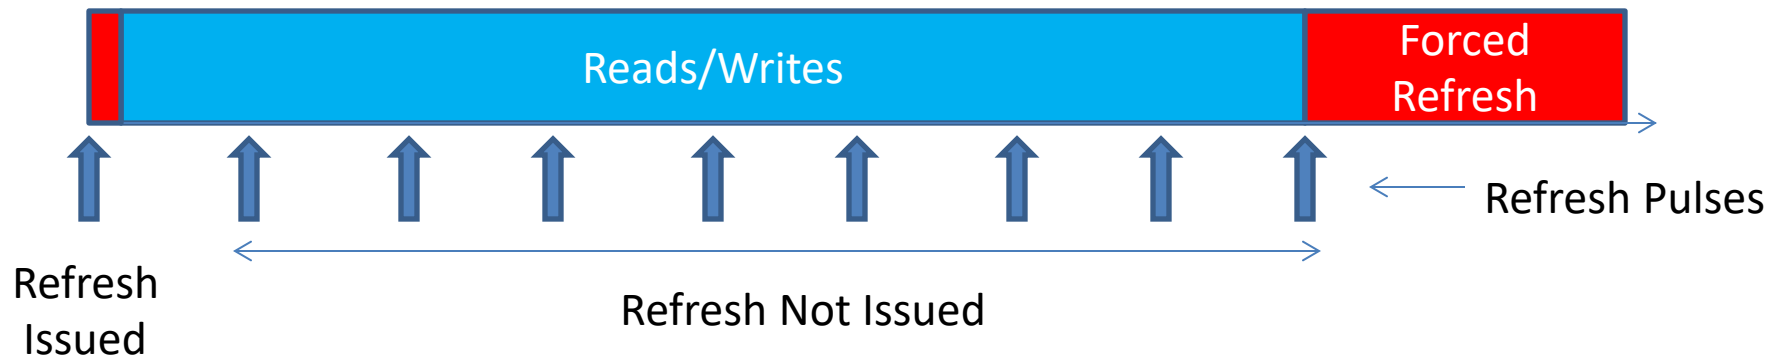 Reads/Writes
Forced
Refresh
Refresh Pulses
Refresh
Issued
Refresh Not Issued